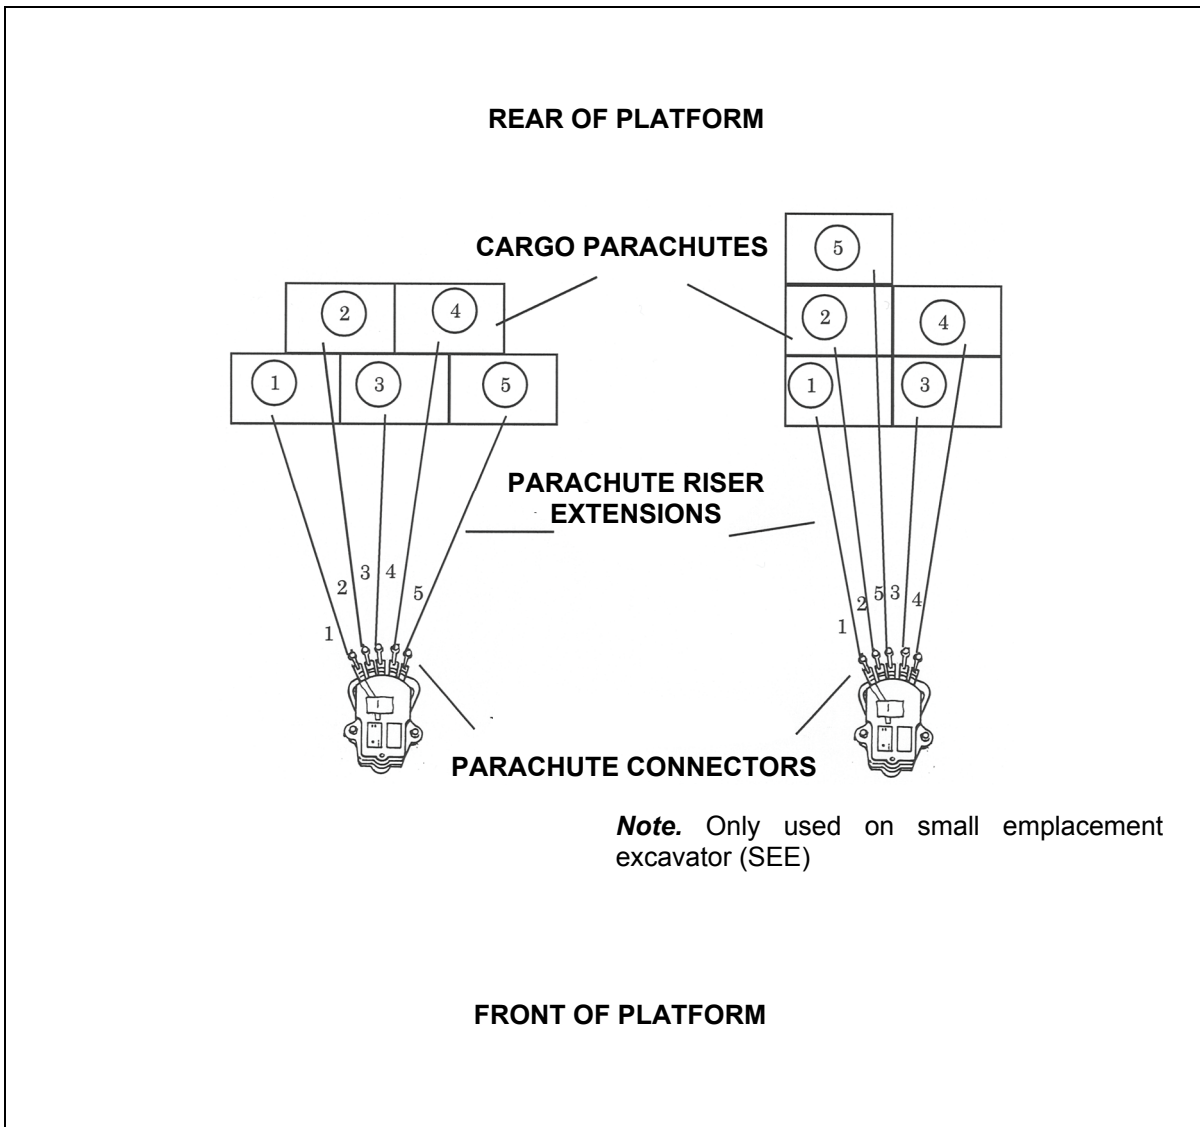 REAR OF PLATFORM
CARGO PARACHUTES
5
2
4
2
4
1
3
5
1
3
PARACHUTE RISER
EXTENSIONS
2
3
4
5
1
2
5
3
4
1
PARACHUTE CONNECTORS
Note. Only used on small emplacement
excavator (SEE)
FRONT OF PLATFORM